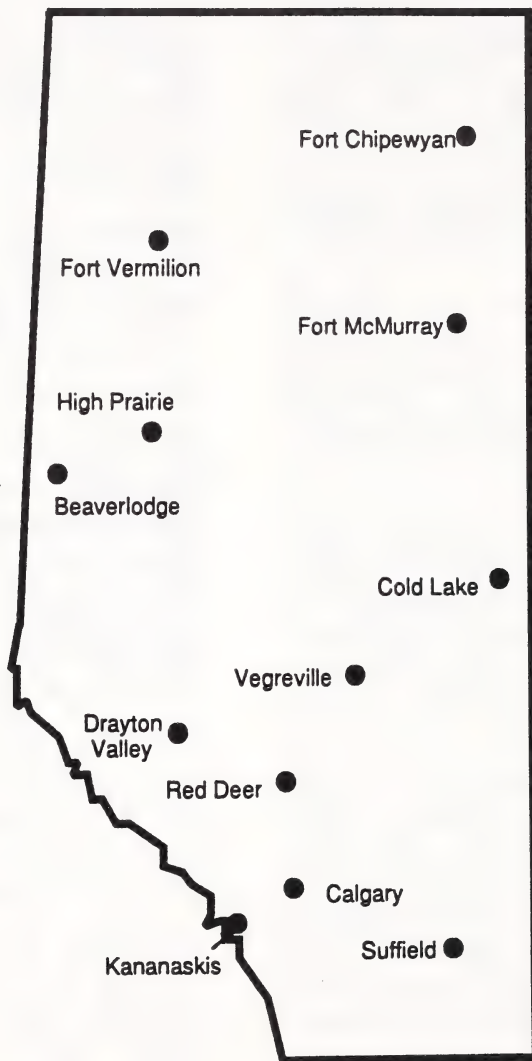 Fort Chipewyan
Fort Vermilion
Fort McMurray
High Prairie
Beaverlodge
Cold Lake
Vegreville
Drayton
Valley
Red Deer
Calgary
Suffield
Kananaskis